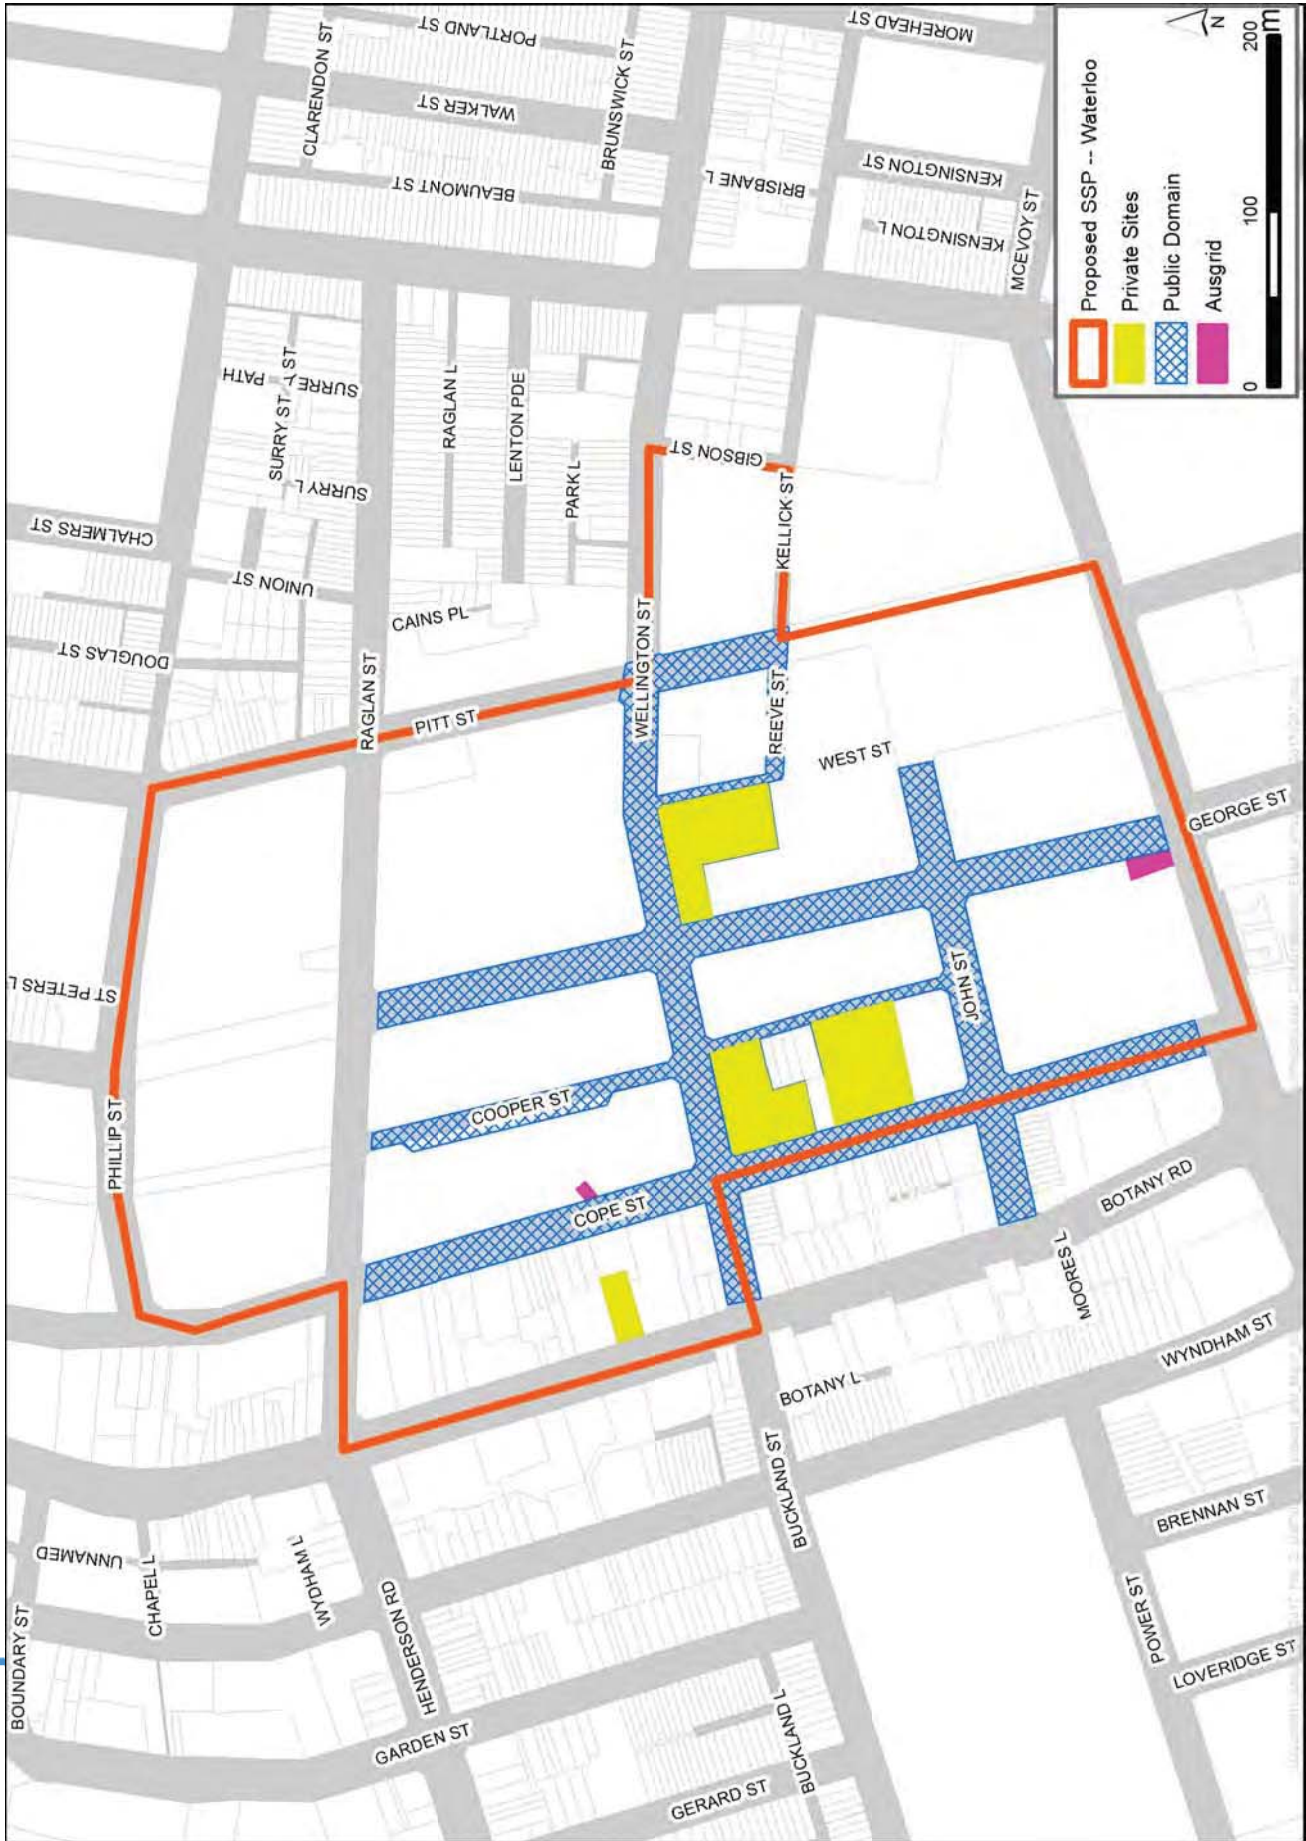 BOUNDARY ST
UNNAMED
CHAPEL L
WYDHAM L
HENDERSON RD
GARDEN ST
GERARD ST
BUCKLAND L
BUCKLAND ST
BOTANY L
POWER ST
LOVERIDGE ST
BRENNAN ST
WYNDHAM ST
MOORES L
BOTANY RD
PHILLIP ST
ST PETERS L
COPE ST
COOPER ST
JOHN ST
GEORGE ST
WEST ST
REEVE ST
WELLINGTON ST
PITT ST
RAGLAN ST
KELLICK ST
GIBSON ST
DOUGLAS ST
CHALMERS ST
UNION ST
SURRY L
SURRY ST
SURREY ST
PATH
CAINS PL
PARK L
LENTON PDE
RAGLAN L
BEAUMONT ST
CLARENDON ST
WALKER ST
PORTLAND ST
BRUNSWICK ST
BRISBANE L
KENSINGTON ST
KENSINGTON L
MCEVOY ST
MOREHEAD ST
Proposed SSP -- Waterloo
Private Sites
Public Domain
Ausgrid
0 100 200
m
N